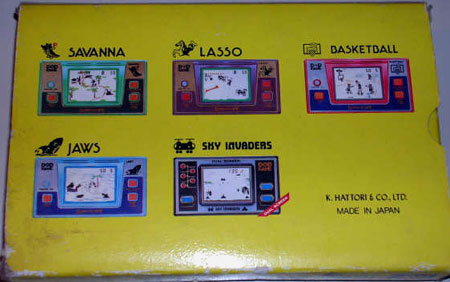 SAVANNA
LASSO
BASKETBALL
JAWS
SKY INVADERS
K. HATTORI & CO., LTD.
MADE IN JAPAN